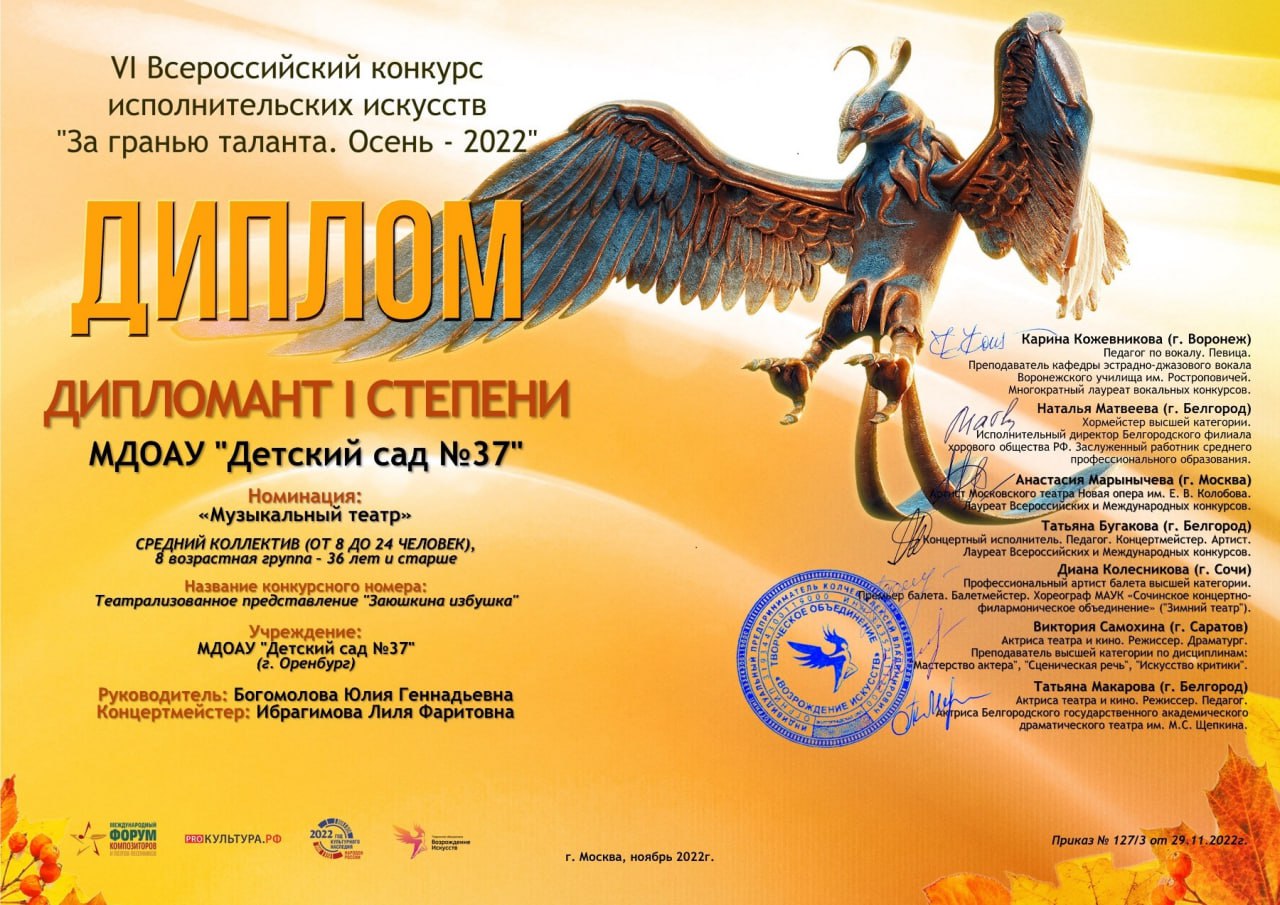 VI Всероссийский конкурс
исполнительских искусств
"За гранью таланта. Осень - 2022"
ДИПЛОМ
ДИПЛОМАНТ I СТЕПЕНИ
МДОАУ "Детский сад №37"
Номинация:
«Музыкальный театр»
СРЕДНИЙ КОЛЛЕКТИВ (ОТ 8 ДО 24 ЧЕЛОВЕК),
8 возрастная группа – 36 лет и старше
Название конкурсного номера:
Театрализованное представление "Заюшкина избушка"
Учреждение:
МДОАУ "Детский сад №37"
(г. Оренбург)
Руководитель: Богомолова Юлия Геннадьевна
Концертмейстер: Ибрагимова Лиля Фаритовна
Карина Кожевникова (г. Воронеж)
Педагог по вокалу. Певица.
Преподаватель кафедры эстрадно-джазового вокала
Воронежского училища им. Ростроповичей.
Многократный лауреат вокальных конкурсов.
Наталья Матвеева (г. Белгород)
Хормейстер высшей категории.
Исполнительный директор Белгородского филиала
хорового общества РФ. Заслуженный работник среднего
профессионального образования.
Анастасия Марынычева (г. Москва)
Артист Московского театра Новая опера им. Е. В. Колобова.
Лауреат Всероссийских и Международных конкурсов.
Татьяна Бугакова (г. Белгород)
Концертный исполнитель. Педагог. Концертмейстер. Артист.
Лауреат Всероссийских и Международных конкурсов.
Диана Колесникова (г. Сочи)
Профессиональный артист балета высшей категории.
Премьер балета. Балетмейстер. Хореограф МАУК «Сочинское концертно-
филармоническое объединение» ("Зимний театр").
Виктория Самохина (г. Саратов)
Актриса театра и кино. Режиссер. Драматург.
Преподаватель высшей категории по дисциплинам:
Мастерство актера", "Сценическая речь", "Искусство критики".
Татьяна Макарова (г. Белгород)
Актриса театра и кино. Режиссер. Педагог.
Актриса Белгородского государственного академического
драматического театра им. М.С. Щепкина.
ИНДИВИДУАЛЬНЫЙ ПРЕДПРИНИМАТЕЛЬ
ТВОРЧЕСКОЕ ОБЪЕДИНЕНИЕ
«ВОЗРОЖДЕНИЕ ИСКУССТВ»
МЕЖДУНАРОДНЫЙ
ФОРУМ
КОМПОЗИТОРОВ
PROКУЛЬТУРА.РФ
2022 ГОД
КУЛЬТУРНОГО
НАСЛЕДИЯ
НАРОДОВ
РОССИИ
Возрождение
Искусств
г. Москва, ноябрь 2022г.
Приказ № 127/3 от 29.11.2022г.